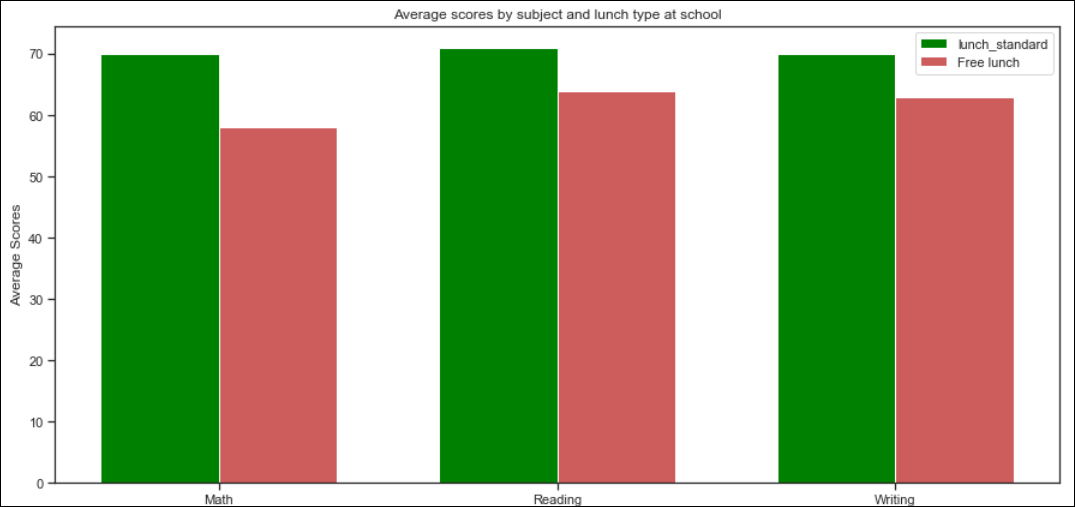 Average scores by subject and lunch type at school
lunch_standard
Free lunch
Average Scores
70
60
50
40
30
20
10
0
Math
Reading
Writing